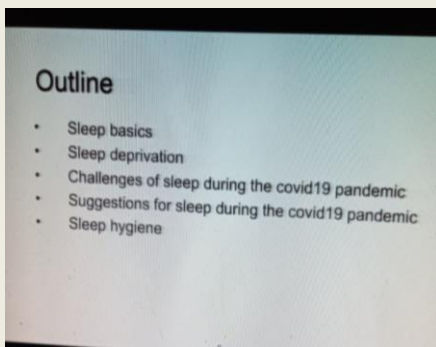 Outline
• Sleep basics
• Sleep deprivation
• Challenges of sleep during the covid19 pandemic
• Suggestions for sleep during the covid19 pandemic
• Sleep hygiene